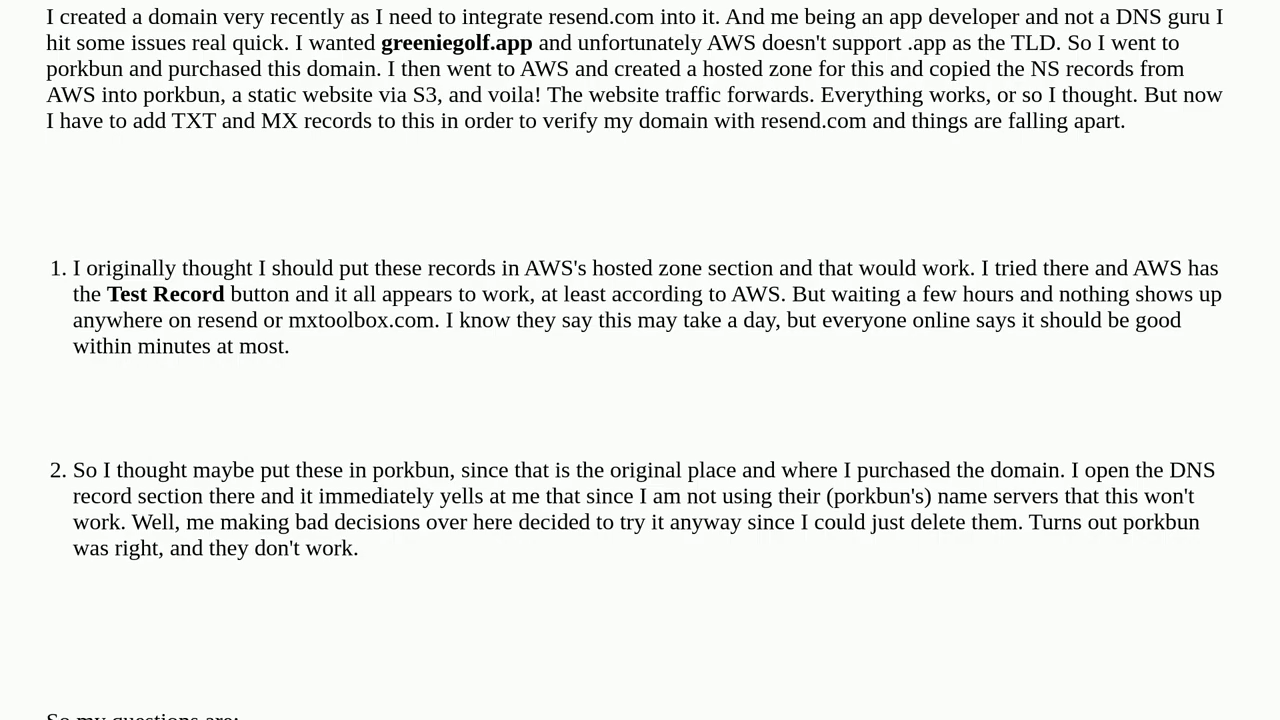 I created a domain very recently as I need to integrate resend.com into it. And me being an app developer and not a DNS guru I
hit some issues real quick. I wanted greeniegolf.app and unfortunately AWS doesn't support .app as the TLD. So I went to
porkbun and purchased this domain. I then went to AWS and created a hosted zone for this and copied the NS records from
AWS into porkbun, a static website via S3, and voila! The website traffic forwards. Everything works, or so I thought. But now
I have to add TXT and MX records to this in order to verify my domain with resend.com and things are falling apart.
1. I originally thought I should put these records in AWS's hosted zone section and that would work. I tried there and AWS has
the Test Record button and it all appears to work, at least according to AWS. But waiting a few hours and nothing shows up
anywhere on resend or mxtoolbox.com. I know they say this may take a day, but everyone online says it should be good
within minutes at most.
2. So I thought maybe put these in porkbun, since that is the original place and where I purchased the domain. I open the DNS
record section there and it immediately yells at me that since I am not using their (porkbun's) name servers that this won't
work. Well, me making bad decisions over here decided to try it anyway since I could just delete them. Turns out porkbun
was right, and they don't work.
So my questions are: